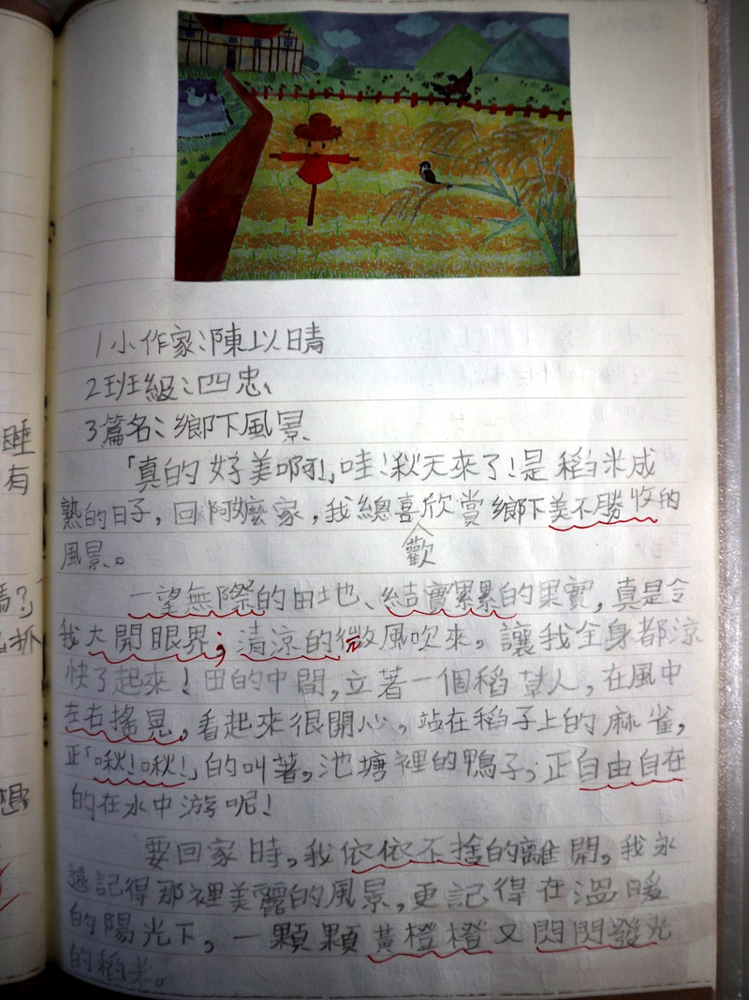 睡
有
嗎?
抓
想
1小作家:陳以晴
2班級:四忠
3篇名:鄉下風景
「真的好美啊!」哇!秋天來了!是稻米成
熟的日子,回阿嬤家,我總喜欣賞鄉下美不勝收的
歡
風景。
一望無際的田地、結實累累的果實,真是令
我大開眼界;清涼的微風吹來,讓我全身都涼
快了起來!田的中間,立著一個稻草人,在風中
左右搖晃,看起來很開心。站在稻子上的麻雀,
正「啾!啾!」的叫著。池塘裡的鴨子,正自由自在
的在水中游呢!
要回家時,我依依不捨的離開,我永
遠記得那裡美麗的風景,更記得在溫暖
的陽光下,一顆顆黃橙橙又閃閃發光
的稻米。